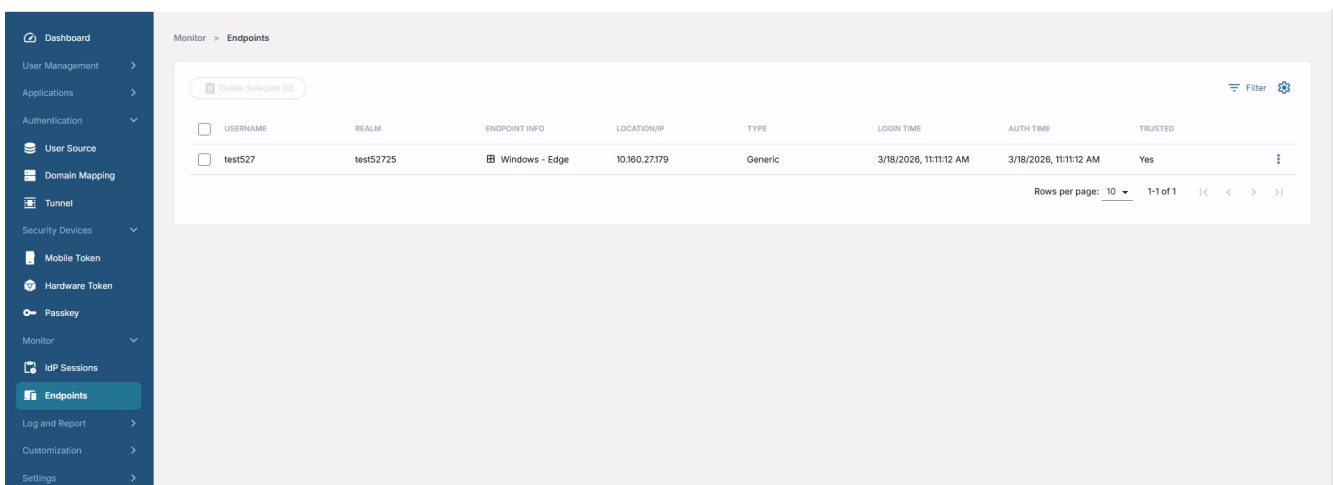 Dashboard
User Management
Applications
Authentication
User Source
Domain Mapping
Tunnel
Security Devices
Mobile Token
Hardware Token
Passkey
Monitor
IdP Sessions
Endpoints
Log and Report
Customization
Settings
Monitor > Endpoints
Delete Selected (0)
Filter
USERNAME REALM ENDPOINT INFO LOCATION/IP TYPE LOGIN TIME AUTH TIME TRUSTED
test527 test52725 Windows - Edge 10.160.27.179 Generic 3/18/2026, 11:11:12 AM 3/18/2026, 11:11:12 AM Yes
Rows per page: 10 1-1 of 1